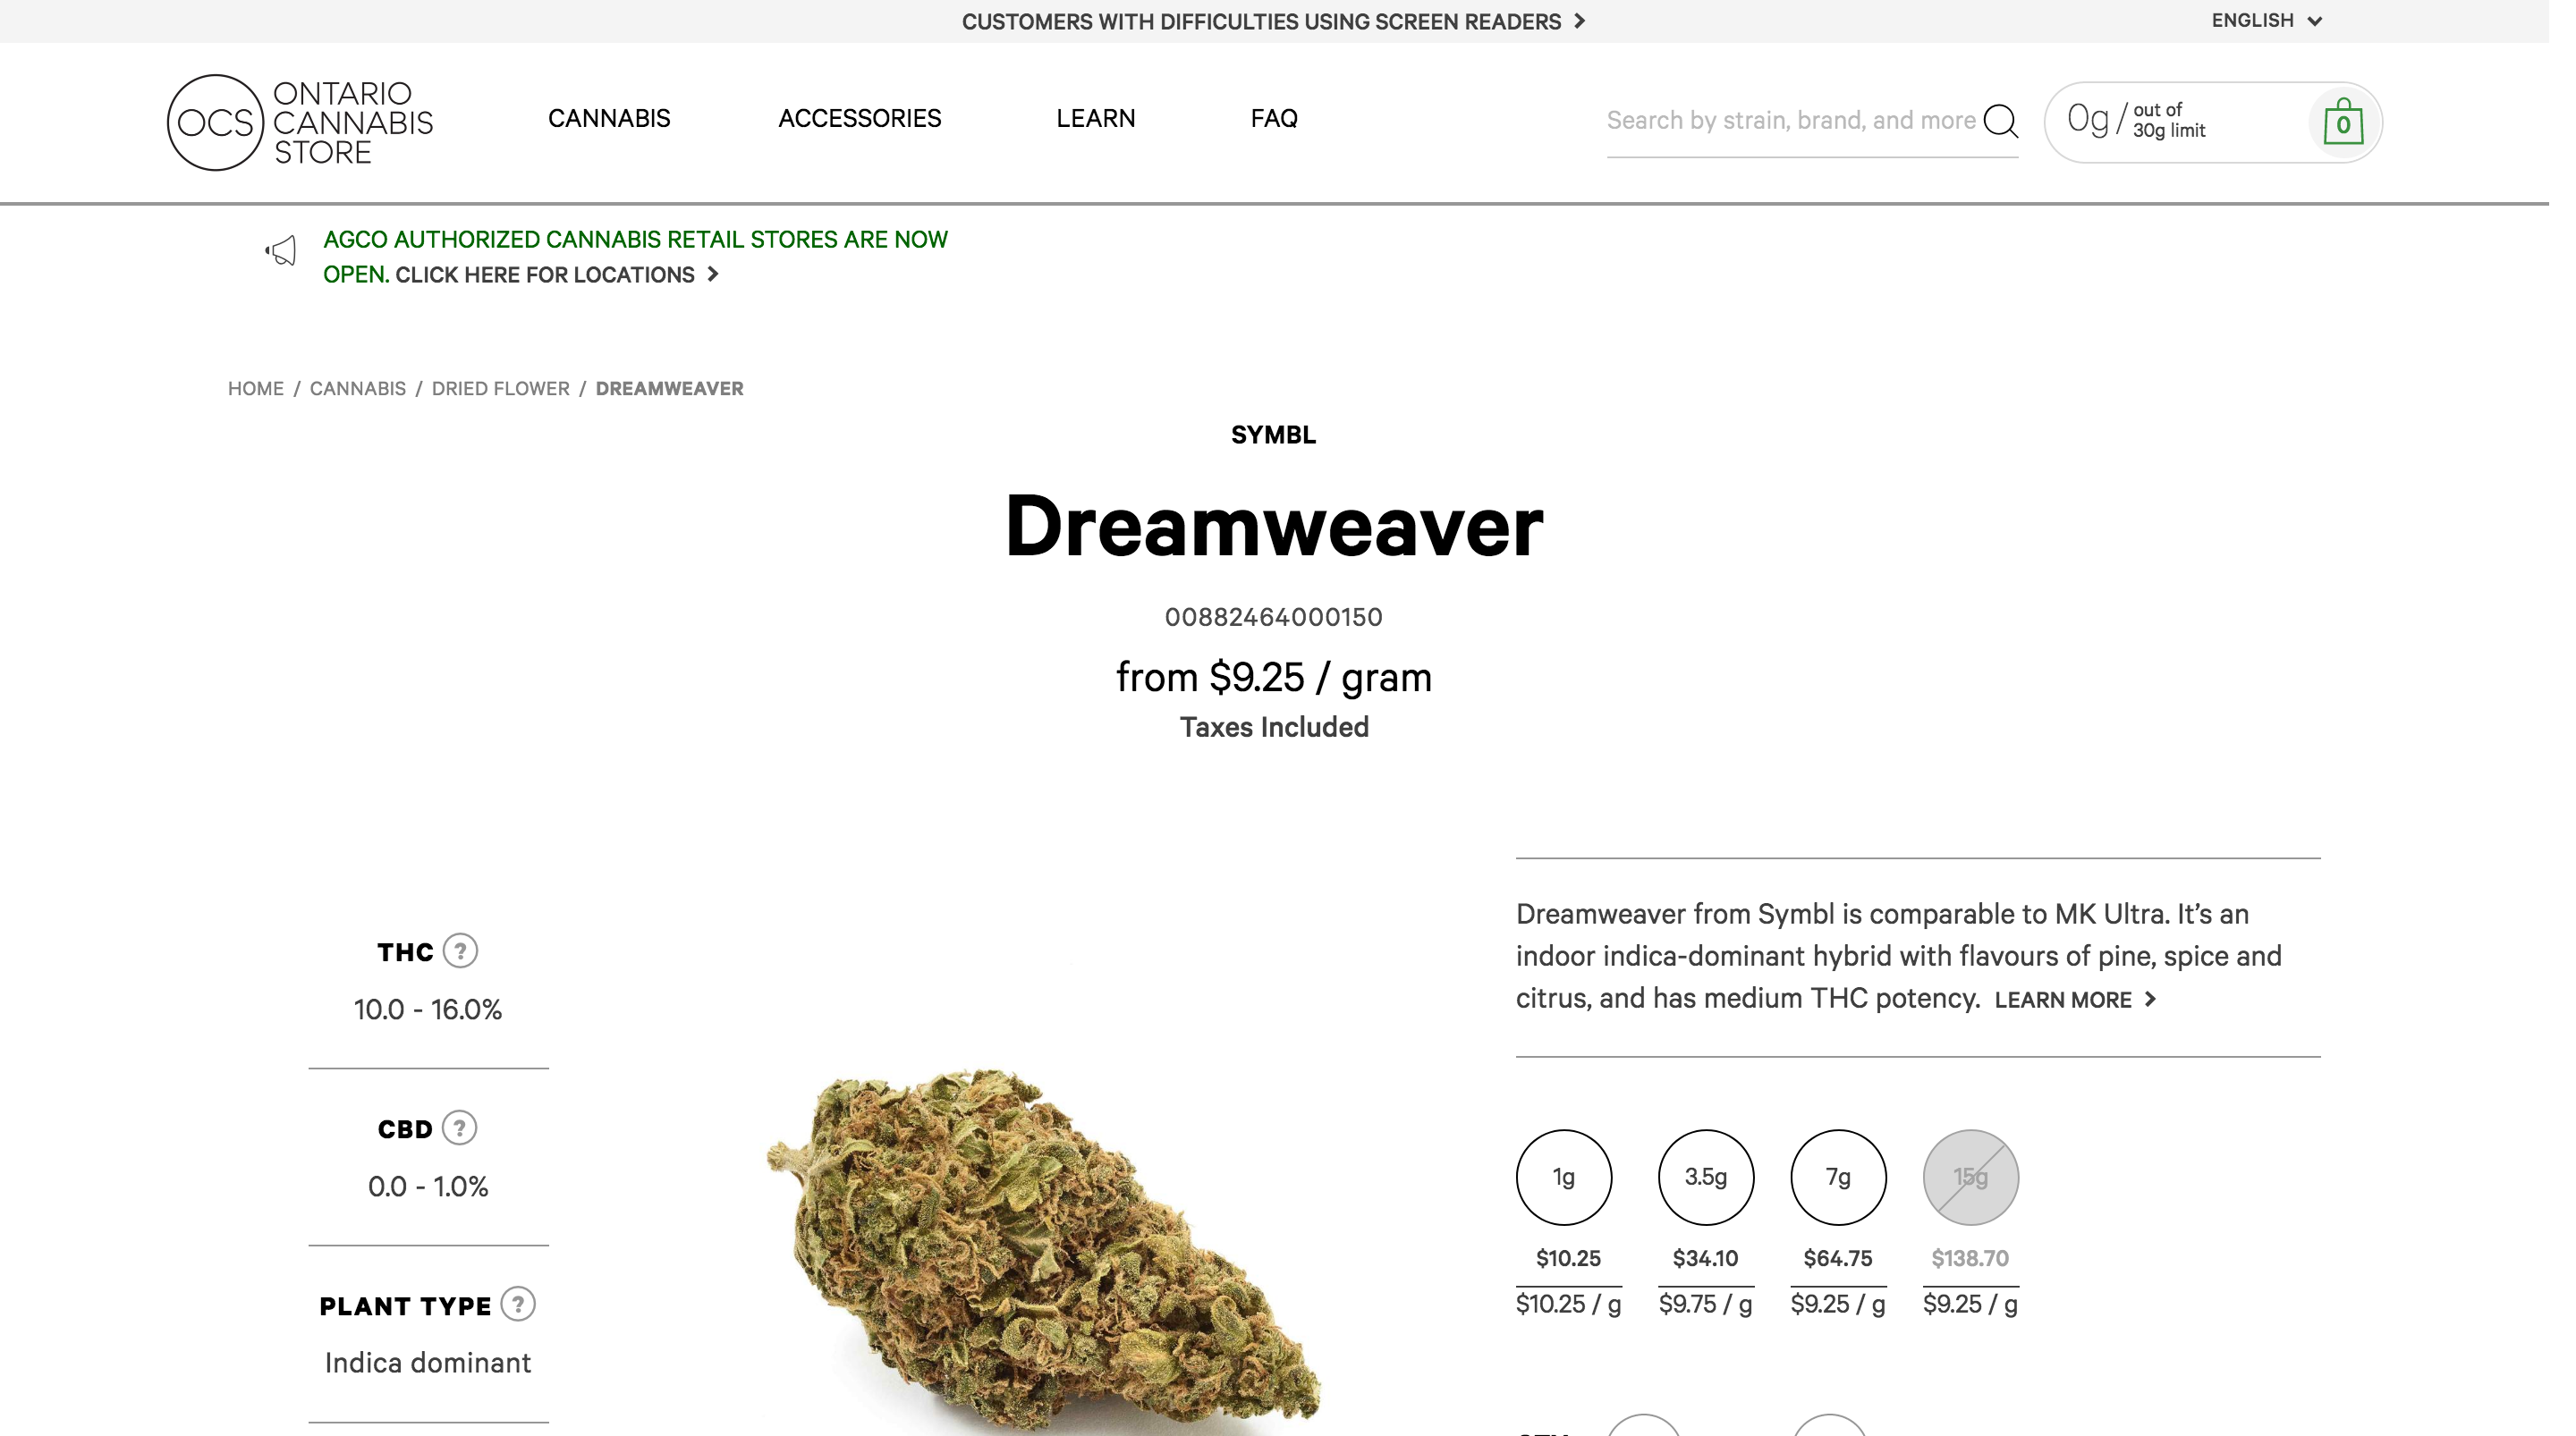 CUSTOMERS WITH DIFFICULTIES USING SCREEN READERS
ENGLISH
OCS
ONTARIO
CANNABIS
STORE
CANNABIS
ACCESSORIES
LEARN
FAQ
Search by strain, brand, and more
0g / out of
30g limit
0
AGCO AUTHORIZED CANNABIS RETAIL STORES ARE NOW
OPEN. CLICK HERE FOR LOCATIONS
HOME / CANNABIS / DRIED FLOWER / DREAMWEAVER
SYMBL
Dreamweaver
00882464000150
from $9.25 / gram
Taxes Included
THC ?
10.0 - 16.0%
CBD ?
0.0 - 1.0%
PLANT TYPE ?
Indica dominant
Dreamweaver from Symbl is comparable to MK Ultra. It’s an
indoor indica-dominant hybrid with flavours of pine, spice and
citrus, and has medium THC potency. LEARN MORE
1g 3.5g 7g 15g
$10.25 $34.10 $64.75 $138.70
$10.25 / g $9.75 / g $9.25 / g $9.25 / g